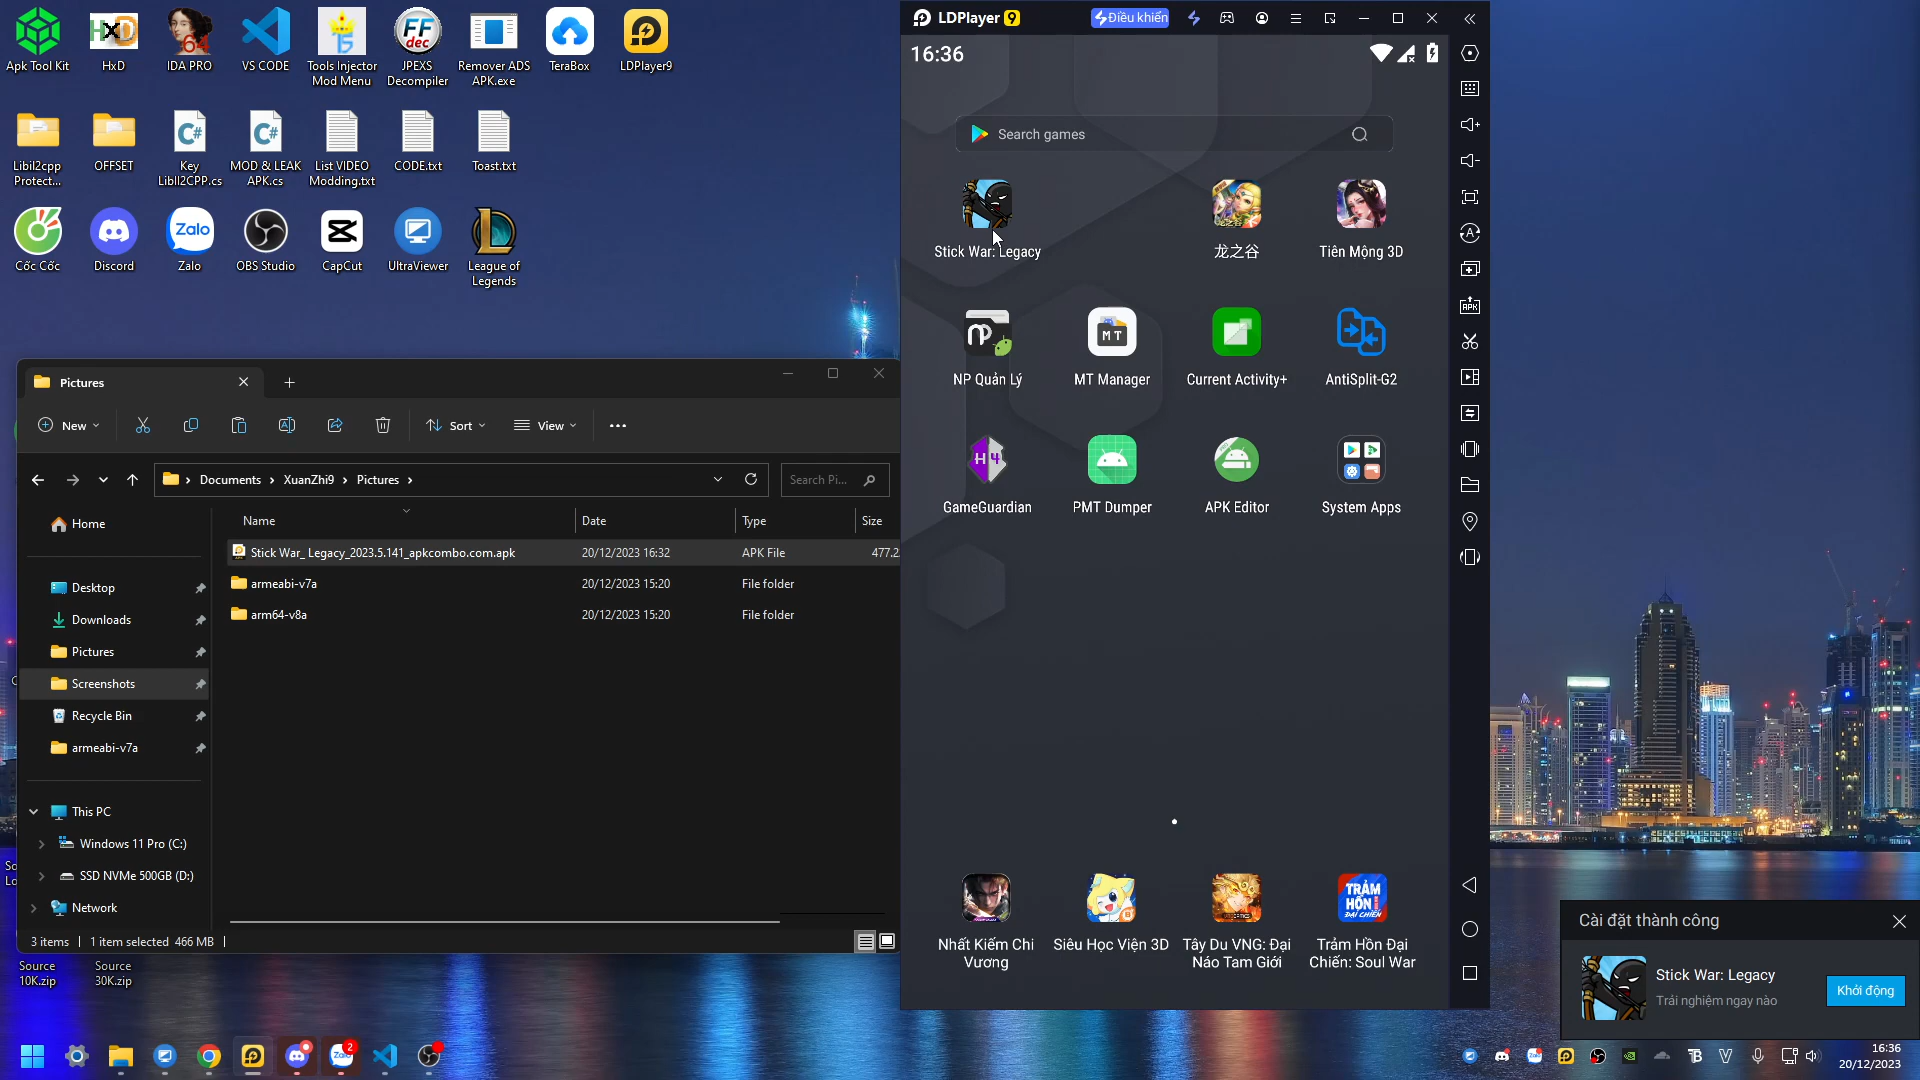 Apk Tool Kit
HxD
IDA PRO
VS CODE
Tools Injector
Mod Menu
JPEXS
Decompiler
Remover ADS
APK.exe
TeraBox
LDPlayer9
Libil2cpp
Protect...
OFFSET
Key
LibIl2CPP.cs
MOD & LEAK
APK.cs
List VIDEO
Modding.txt
CODE.txt
Toast.txt
Cốc Cốc
Discord
Zalo
OBS Studio
CapCut
UltraViewer
League of
Legends
Pictures
New
Sort
View
Documents
XuanZhi9
Pictures
Search Pi...
Home
Name
Date
Type
Size
Stick War_ Legacy_2023.5.141_apkcombo.com.apk
20/12/2023 16:32
APK File
477.2
armeabi-v7a
20/12/2023 15:20
File folder
arm64-v8a
20/12/2023 15:20
File folder
Desktop
Downloads
Pictures
Screenshots
Recycle Bin
armeabi-v7a
This PC
Windows 11 Pro (C:)
SSD NVMe 500GB (D:)
Network
3 items
1 item selected 466 MB
Source
10K.zip
Source
30K.zip
LDPlayer 9
Điều khiển
16:36
Search games
Stick War: Legacy
龙之谷
Tiên Mộng 3D
NP Quản Lý
MT Manager
Current Activity+
AntiSplit-G2
GameGuardian
PMT Dumper
APK Editor
System Apps
Nhất Kiếm Chi
Vương
Siêu Học Viện 3D
Tây Du VNG: Đại
Náo Tam Giới
TRẢM
HỒN
ĐẠI CHIẾN
Trảm Hồn Đại
Chiến: Soul War
Cài đặt thành công
Stick War: Legacy
Trải nghiệm ngay nào
Khởi động
16:36
20/12/2023